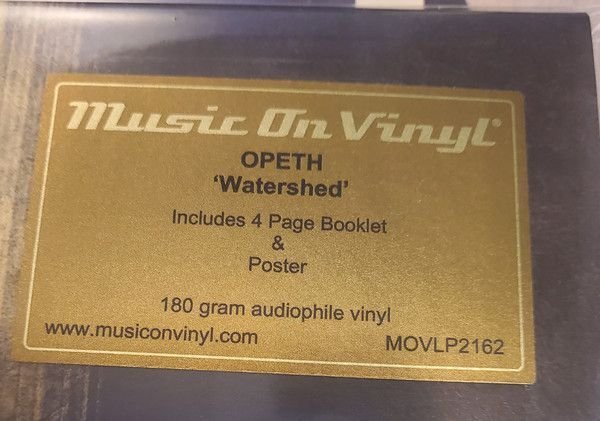 Music On Vinyl®
OPETH
'Watershed'
Includes 4 Page Booklet
&
Poster
180 gram audiophile vinyl
www.musiconvinyl.com
MOVLP2162